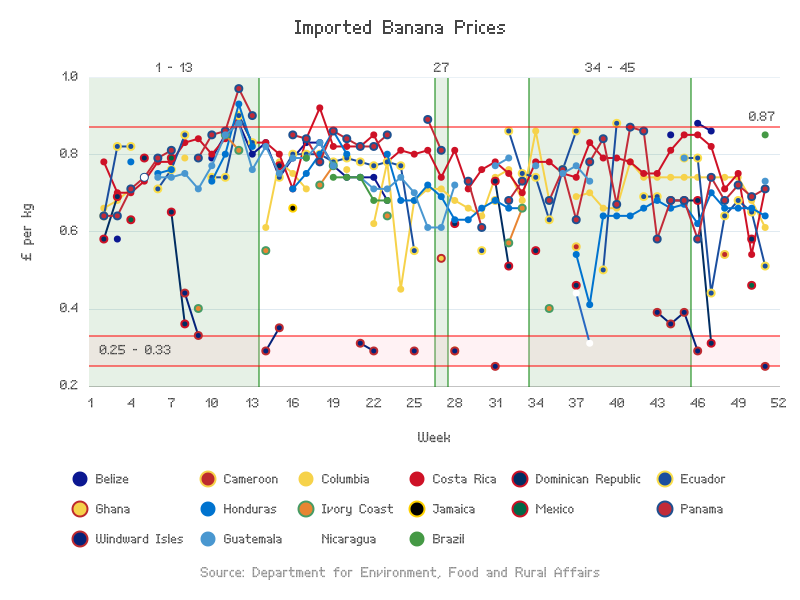 Imported Banana Prices
1 - 13 27 34 - 45
1.0
0.87
0.8
£ per kg
0.6
0.4
0.25 - 0.33
0.2
1 4 7 10 13 16 19 22 25 28 31 34 37 40 43 46 49 52
Week
Belize Cameroon Columbia Costa Rica Dominican Republic Ecuador
Ghana Honduras Ivory Coast Jamaica Mexico Panama
Windward Isles Guatemala Nicaragua Brazil
Source: Department for Environment, Food and Rural Affairs